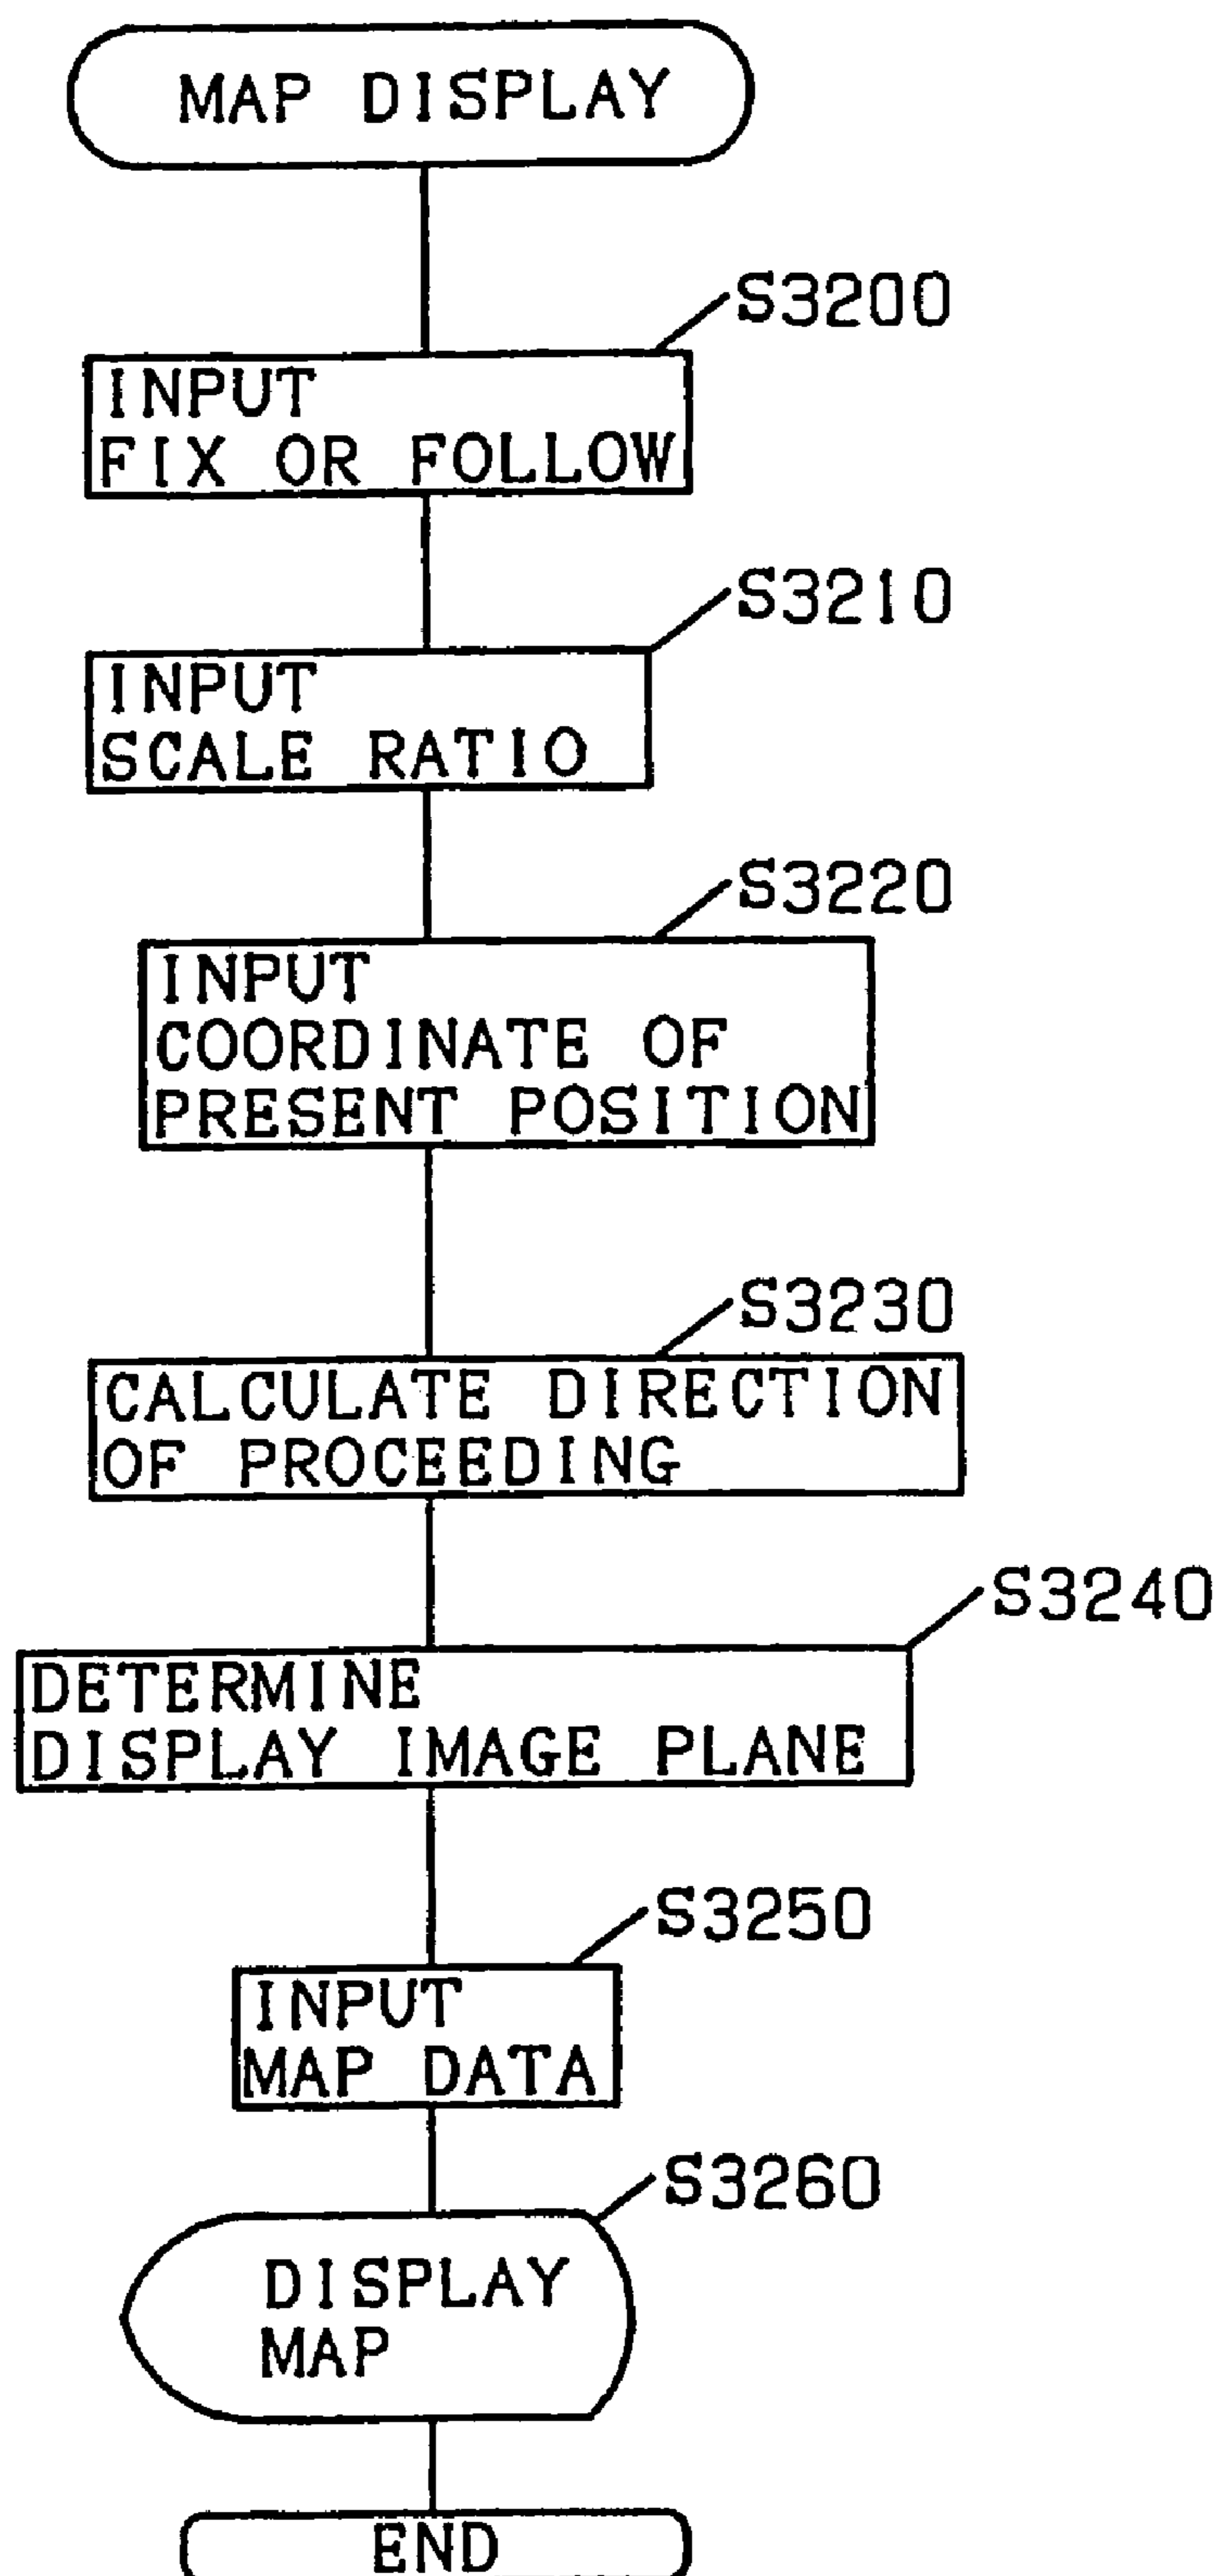 MAP DISPLAY
S3200
INPUT
FIX OR FOLLOW
S3210
INPUT
SCALE RATIO
S3220
INPUT
COORDINATE OF
PRESENT POSITION
S3230
CALCULATE DIRECTION
OF PROCEEDING
S3240
DETERMINE
DISPLAY IMAGE PLANE
S3250
INPUT
MAP DATA
S3260
DISPLAY
MAP
END